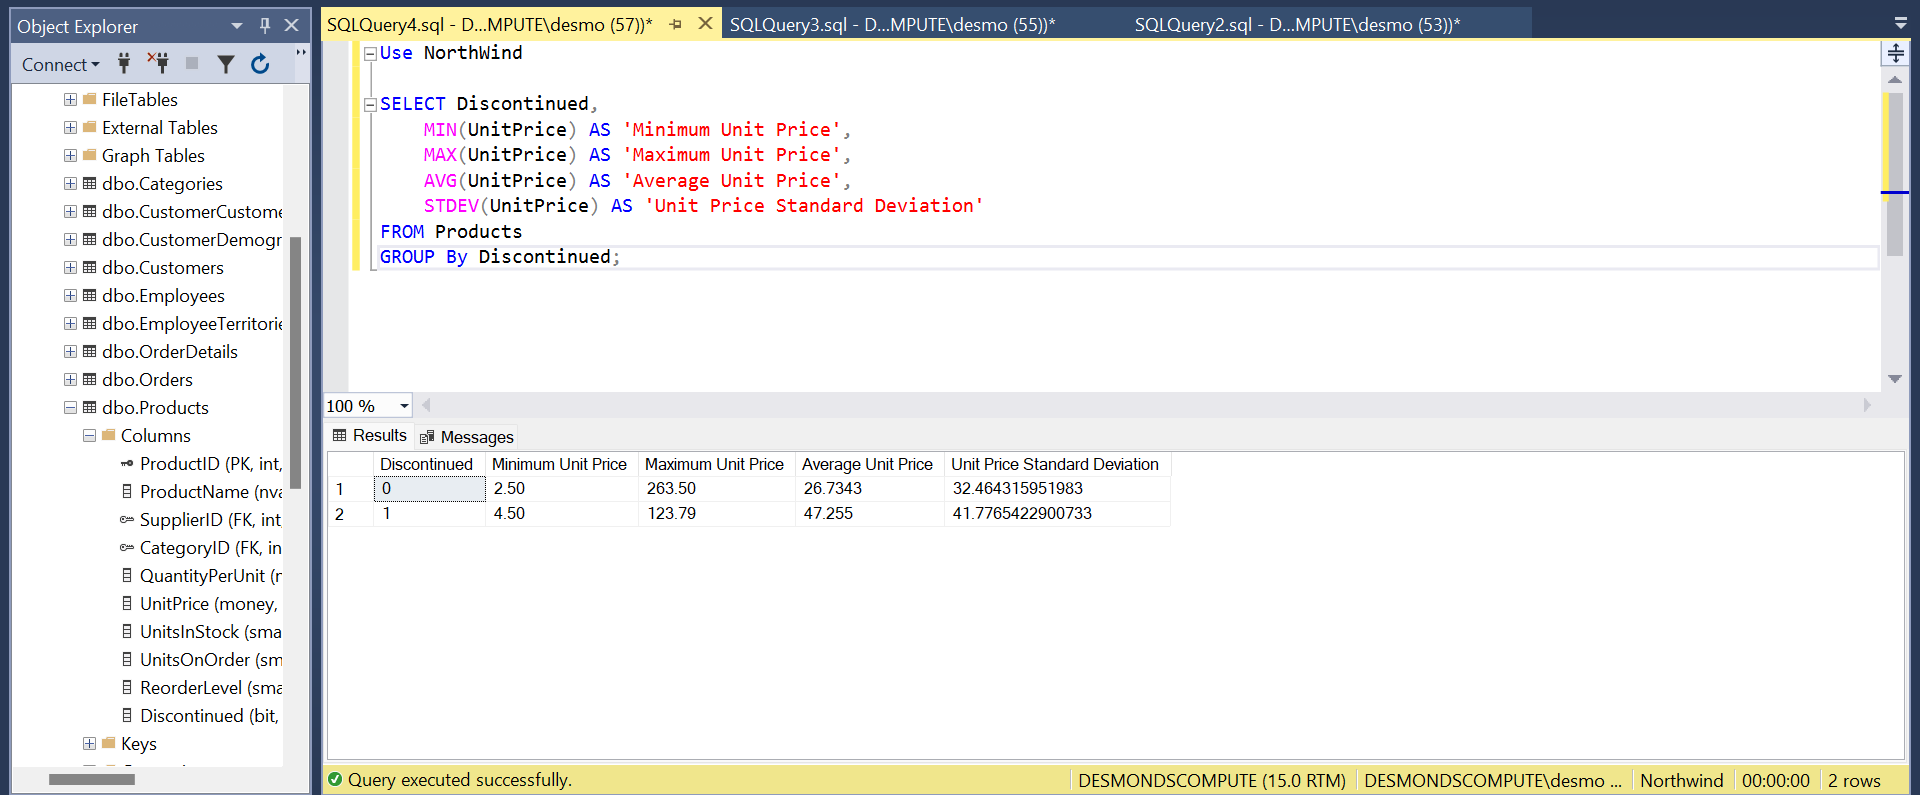 Object Explorer
Connect
FileTables
External Tables
Graph Tables
dbo.Categories
dbo.CustomerCustome
dbo.CustomerDemogr
dbo.Customers
dbo.Employees
dbo.EmployeeTerritorie
dbo.OrderDetails
dbo.Orders
dbo.Products
Columns
ProductID (PK, int,
ProductName (nva
SupplierID (FK, int,
CategoryID (FK, in
QuantityPerUnit (n
UnitPrice (money,
UnitsInStock (sma
UnitsOnOrder (sm
ReorderLevel (sma
Discontinued (bit,
Keys
SQLQuery4.sql - D...MPUTE\desmo (57))* SQLQuery3.sql - D...MPUTE\desmo (55))* SQLQuery2.sql - D...MPUTE\desmo (53))*
Use NorthWind
SELECT Discontinued,
MIN(UnitPrice) AS 'Minimum Unit Price',
MAX(UnitPrice) AS 'Maximum Unit Price',
AVG(UnitPrice) AS 'Average Unit Price',
STDEV(UnitPrice) AS 'Unit Price Standard Deviation'
FROM Products
GROUP By Discontinued;
100 %
Results Messages
Discontinued Minimum Unit Price Maximum Unit Price Average Unit Price Unit Price Standard Deviation
1 0 2.50 263.50 26.7343 32.464315951983
2 1 4.50 123.79 47.255 41.7765422900733
Query executed successfully. DESMONDSCOMPUTE (15.0 RTM) DESMONDSCOMPUTE\desmo ... Northwind 00:00:00 2 rows